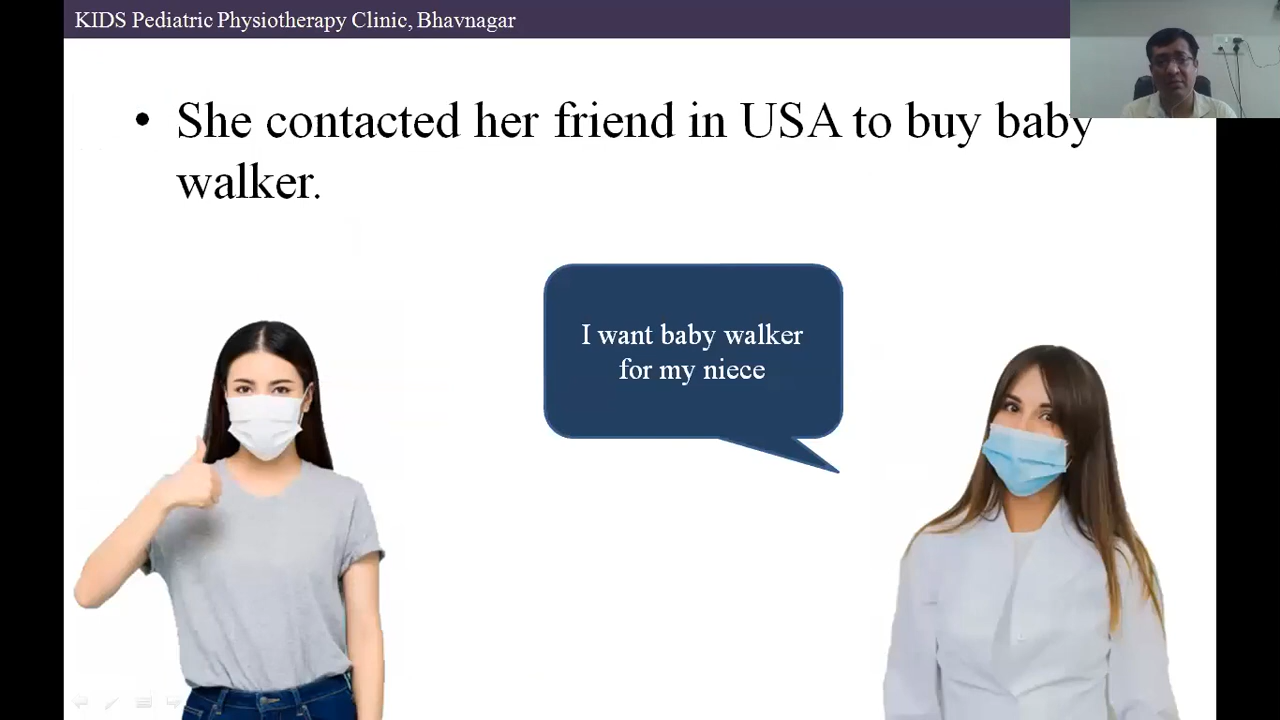 KIDS Pediatric Physiotherapy Clinic, Bhavnagar
• She contacted her friend in USA to buy baby
walker.
I want baby walker
for my niece